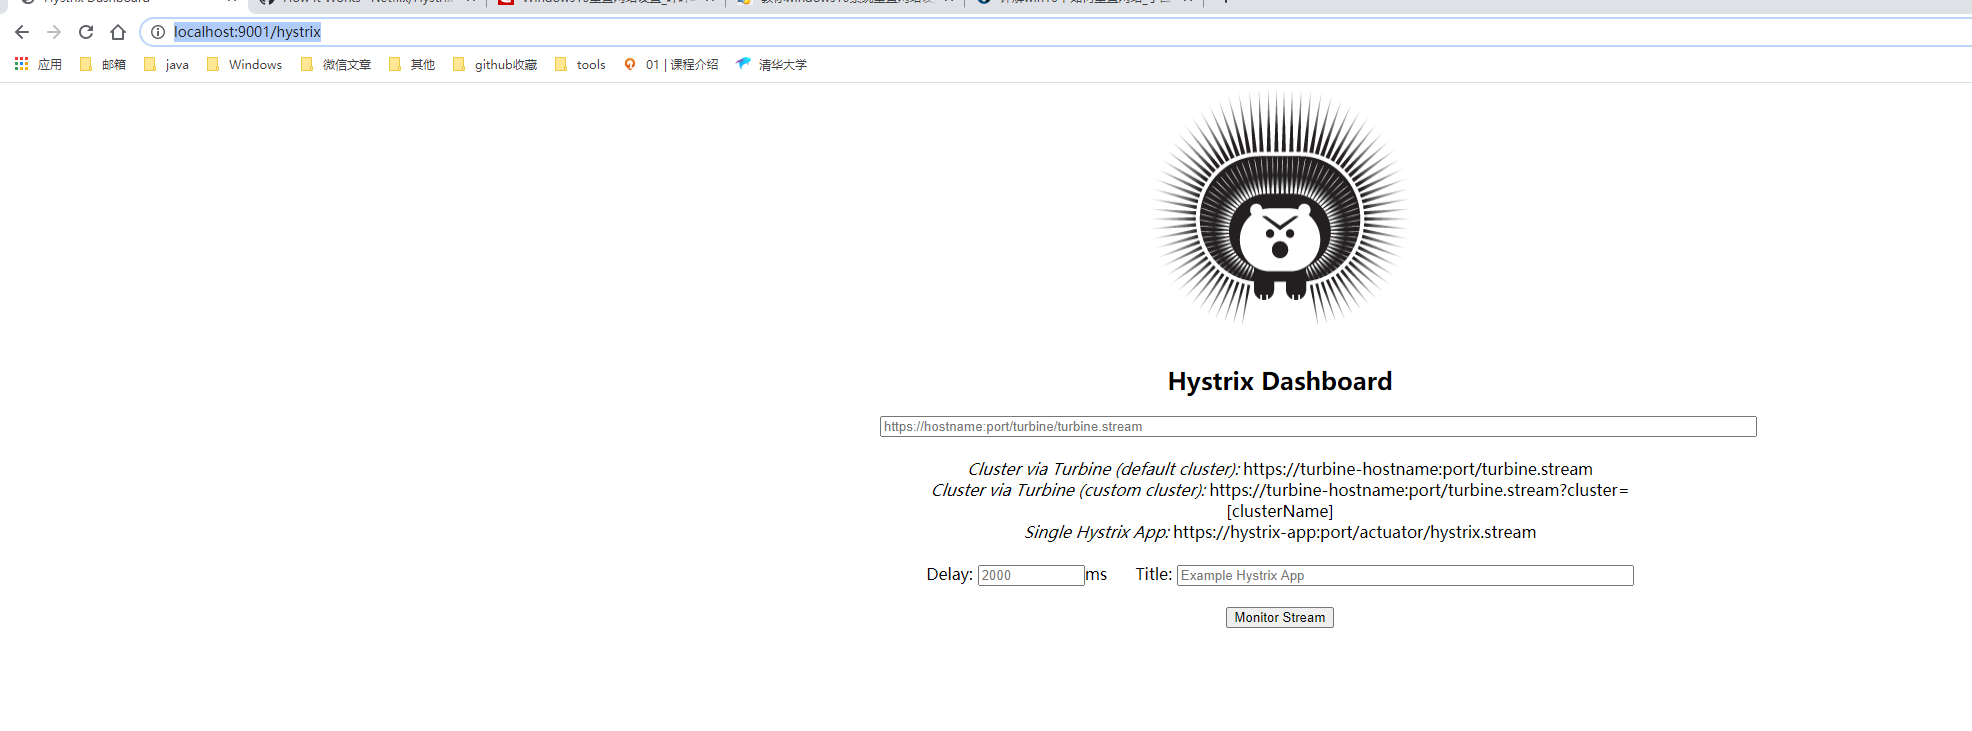 localhost:9001/hystrix
应用 邮箱 java Windows 微信文章 其他 github收藏 tools 01 | 课程介绍 清华大学
Hystrix Dashboard
https://hostname:port/turbine/turbine.stream
Cluster via Turbine (default cluster): https://turbine-hostname:port/turbine.stream
Cluster via Turbine (custom cluster): https://turbine-hostname:port/turbine.stream?cluster=
[clusterName]
Single Hystrix App: https://hystrix-app:port/actuator/hystrix.stream
Delay: 2000 ms Title: Example Hystrix App
Monitor Stream